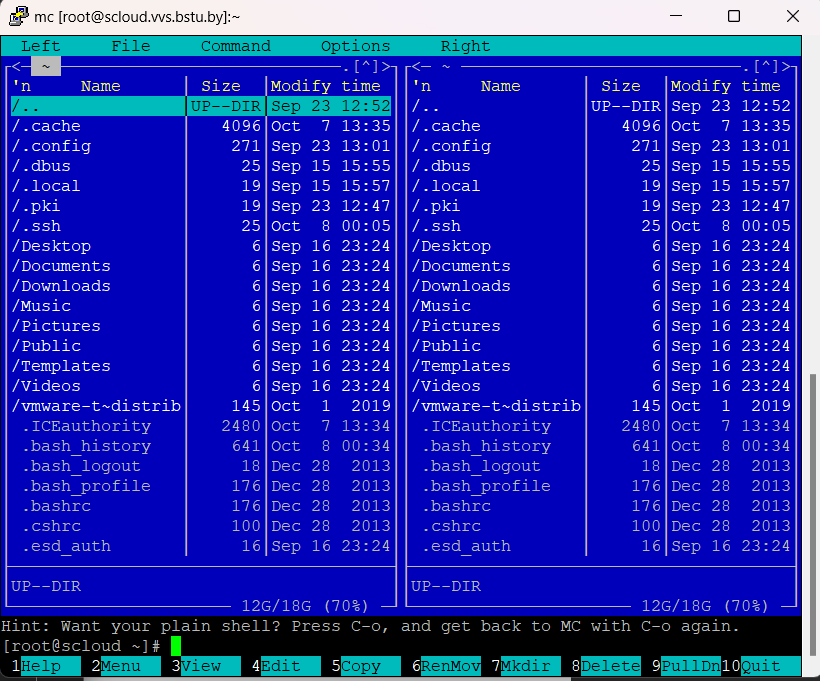 mc [root@scloud.vvs.bstu.by]:~
Left File Command Options Right
<─ ~ ─.[^]>┐┌<─ ~ ─.[^]>
'n Name │ Size │Modify time ││'n Name │ Size │Modify time
/.. │UP--DIR│Sep 23 12:52││/.. │UP--DIR│Sep 23 12:52
/.cache │ 4096│Oct 7 13:35││/.cache │ 4096│Oct 7 13:35
/.config │ 271│Sep 23 13:01││/.config │ 271│Sep 23 13:01
/.dbus │ 25│Sep 15 15:55││/.dbus │ 25│Sep 15 15:55
/.local │ 19│Sep 15 15:57││/.local │ 19│Sep 15 15:57
/.pki │ 19│Sep 23 12:47││/.pki │ 19│Sep 23 12:47
/.ssh │ 25│Oct 8 00:05││/.ssh │ 25│Oct 8 00:05
/Desktop │ 6│Sep 16 23:24││/Desktop │ 6│Sep 16 23:24
/Documents │ 6│Sep 16 23:24││/Documents │ 6│Sep 16 23:24
/Downloads │ 6│Sep 16 23:24││/Downloads │ 6│Sep 16 23:24
/Music │ 6│Sep 16 23:24││/Music │ 6│Sep 16 23:24
/Pictures │ 6│Sep 16 23:24││/Pictures │ 6│Sep 16 23:24
/Public │ 6│Sep 16 23:24││/Public │ 6│Sep 16 23:24
/Templates │ 6│Sep 16 23:24││/Templates │ 6│Sep 16 23:24
/Videos │ 6│Sep 16 23:24││/Videos │ 6│Sep 16 23:24
/vmware-t~distrib│ 145│Oct 1 2019││/vmware-t~distrib│ 145│Oct 1 2019
.ICEauthority │ 2480│Oct 7 13:34││ .ICEauthority │ 2480│Oct 7 13:34
.bash_history │ 641│Oct 8 00:34││ .bash_history │ 641│Oct 8 00:34
.bash_logout │ 18│Dec 28 2013││ .bash_logout │ 18│Dec 28 2013
.bash_profile │ 176│Dec 28 2013││ .bash_profile │ 176│Dec 28 2013
.bashrc │ 176│Dec 28 2013││ .bashrc │ 176│Dec 28 2013
.cshrc │ 100│Dec 28 2013││ .cshrc │ 100│Dec 28 2013
.esd_auth │ 16│Sep 16 23:24││ .esd_auth │ 16│Sep 16 23:24
UP--DIR ││UP--DIR
12G/18G (70%) ─┘└─ 12G/18G (70%)
Hint: Want your plain shell? Press C-o, and get back to MC with C-o again.
[root@scloud ~]#
1Help 2Menu 3View 4Edit 5Copy 6RenMov 7Mkdir 8Delete 9PullDn10Quit